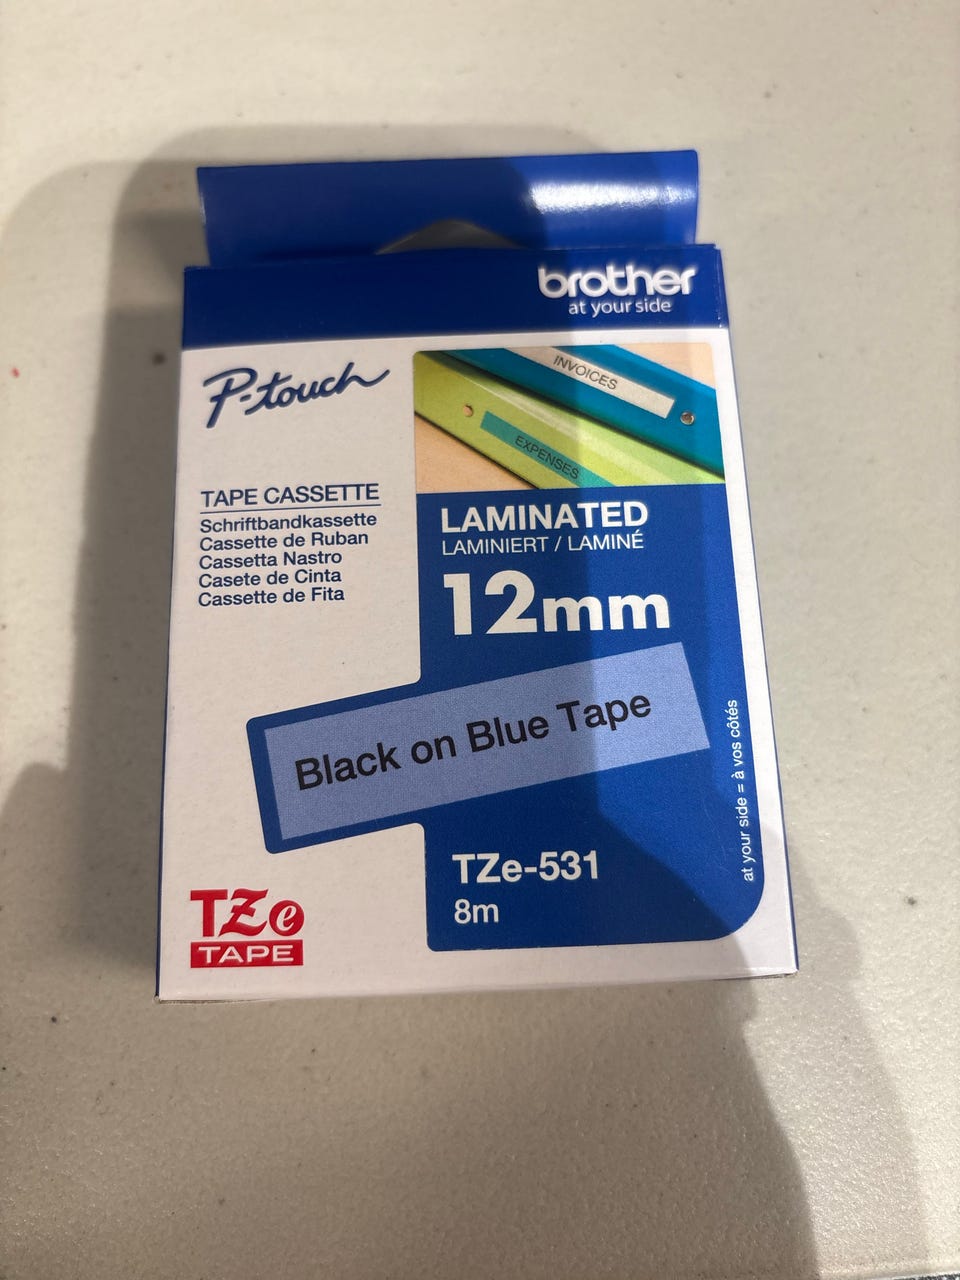 brother
at your side
P-touch
INVOICES
EXPENSES
TAPE CASSETTE
Schriftbandkassette
Cassette de Ruban
Cassetta Nastro
Casete de Cinta
Cassette de Fita
LAMINATED
LAMINIERT / LAMINÉ
12mm
Black on Blue Tape
at your side = à vos côtés
TZe-531
8m
TZe
TAPE